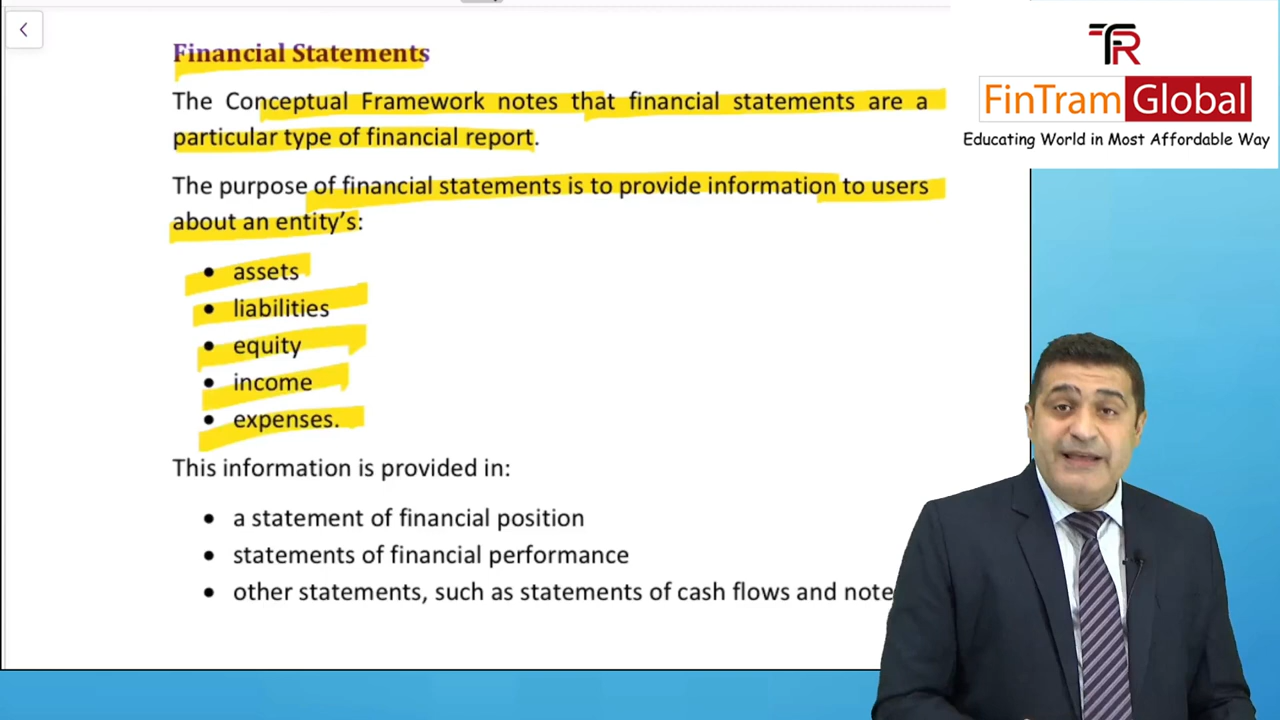 Financial Statements
The Conceptual Framework notes that financial statements are a
particular type of financial report.
The purpose of financial statements is to provide information to users
about an entity's:
• assets
• liabilities
• equity
• income
• expenses.
This information is provided in:
• a statement of financial position
• statements of financial performance
• other statements, such as statements of cash flows and note
TR
FinTram Global
Educating World in Most Affordable Way